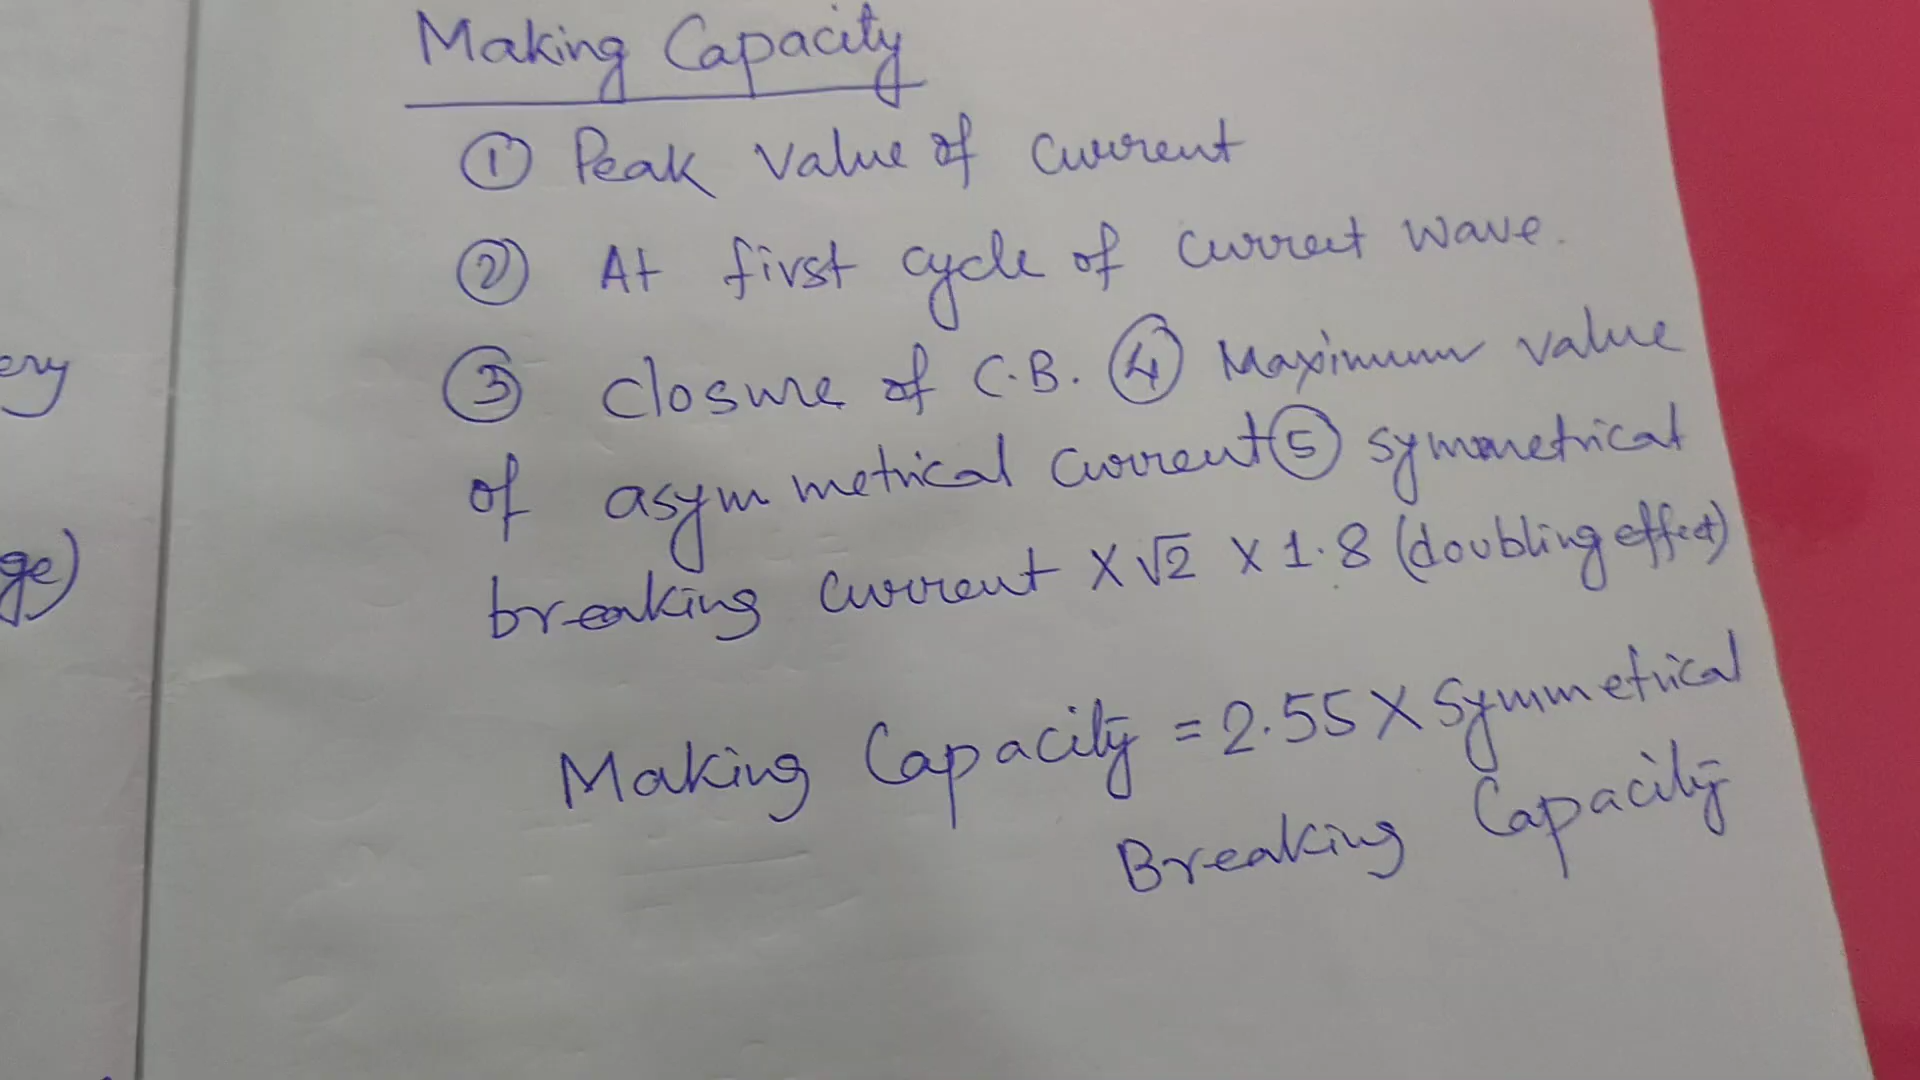 Making Capacity
① Peak Value of Current
② At first cycle of current wave.
③ Closure of C.B. ④ Maximum value
of asymmetrical Current ⑤ symmetrical
breaking Current X √2 X 1.8 (doubling effect)
Making Capacity = 2.55 X Symmetrical
Breaking Capacity
ery
ge)